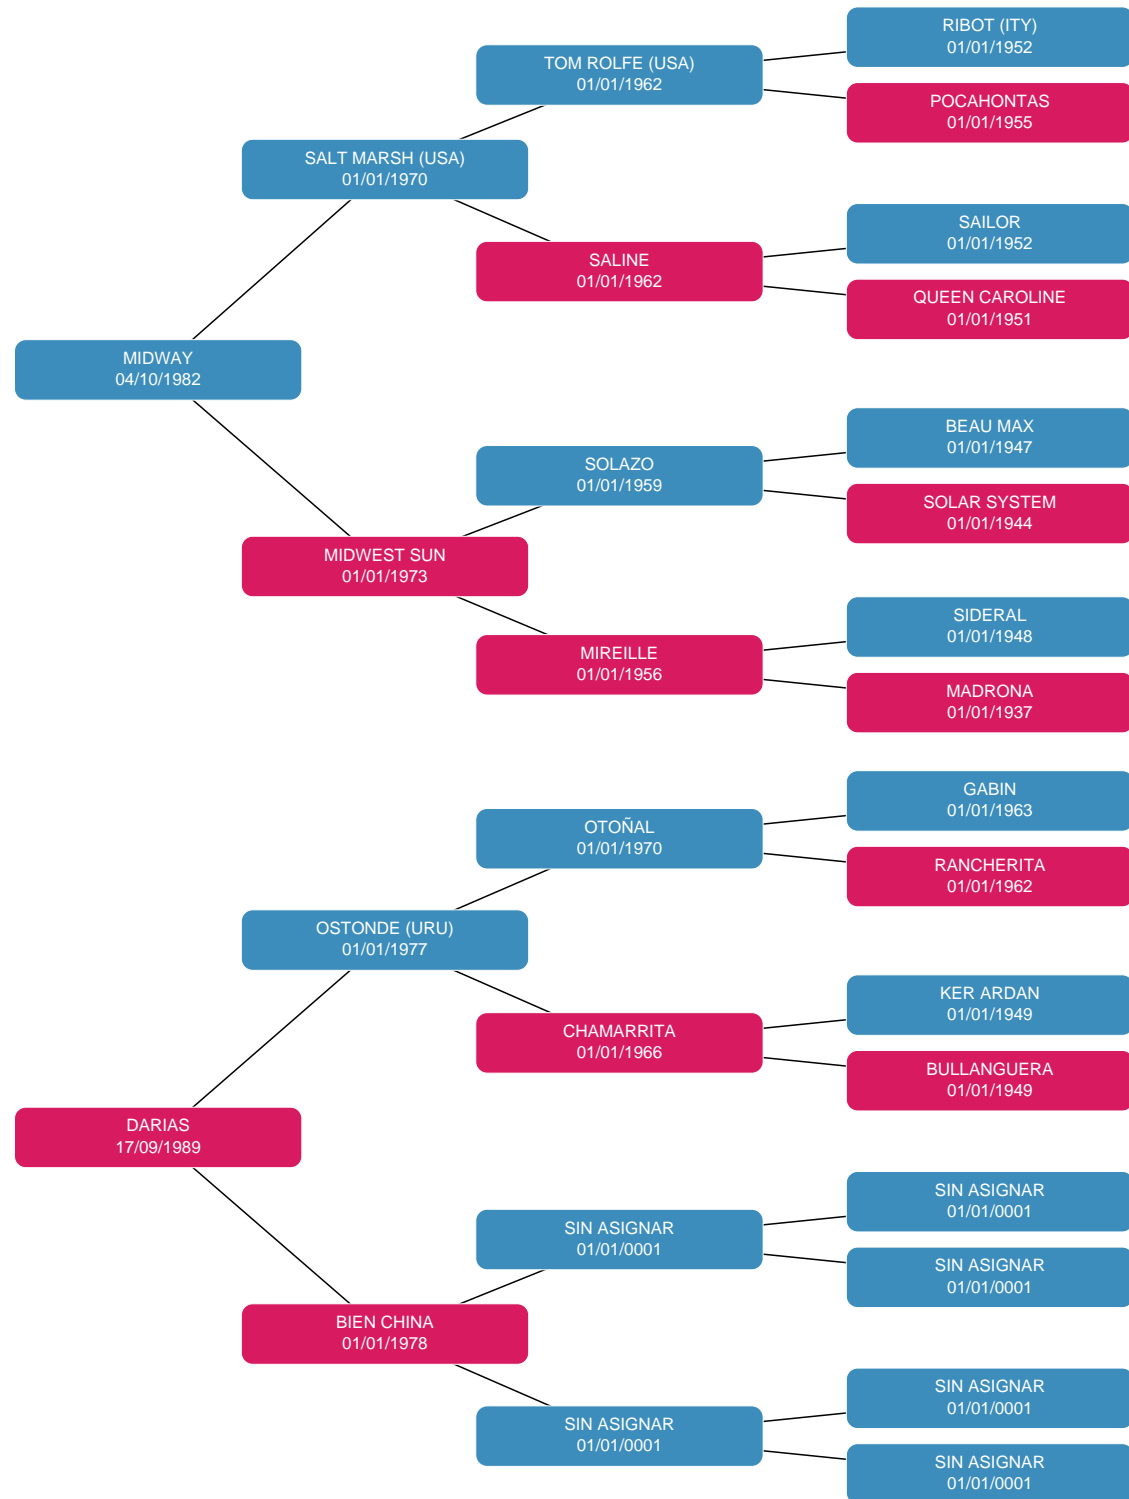 RIBOT (ITY)
01/01/1952
TOM ROLFE (USA)
01/01/1962
POCAHONTAS
01/01/1955
SALT MARSH (USA)
01/01/1970
SAILOR
01/01/1952
SALINE
01/01/1962
QUEEN CAROLINE
01/01/1951
MIDWAY
04/10/1982
BEAU MAX
01/01/1947
SOLAZO
01/01/1959
SOLAR SYSTEM
01/01/1944
MIDWEST SUN
01/01/1973
SIDERAL
01/01/1948
MIREILLE
01/01/1956
MADRONA
01/01/1937
GABIN
01/01/1963
OTOÑAL
01/01/1970
RANCHERITA
01/01/1962
OSTONDE (URU)
01/01/1977
KER ARDAN
01/01/1949
CHAMARRITA
01/01/1966
BULLANGUERA
01/01/1949
DARIAS
17/09/1989
SIN ASIGNAR
01/01/0001
SIN ASIGNAR
01/01/0001
SIN ASIGNAR
01/01/0001
BIEN CHINA
01/01/1978
SIN ASIGNAR
01/01/0001
SIN ASIGNAR
01/01/0001
SIN ASIGNAR
01/01/0001